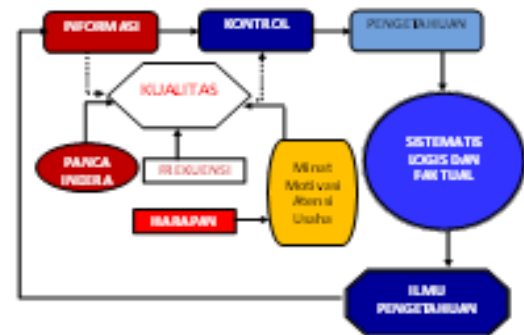 INFORMASI
KONTROL
PENGETAHUAN
KUALITAS
SISTEMATIS
LOGIS DAN
FAKTUAL
PANCA
INDERA
FREKUENSI
Minat
Motivasi
Atensi
Usaha
HARAPAN
ILMU
PENGETAHUAN